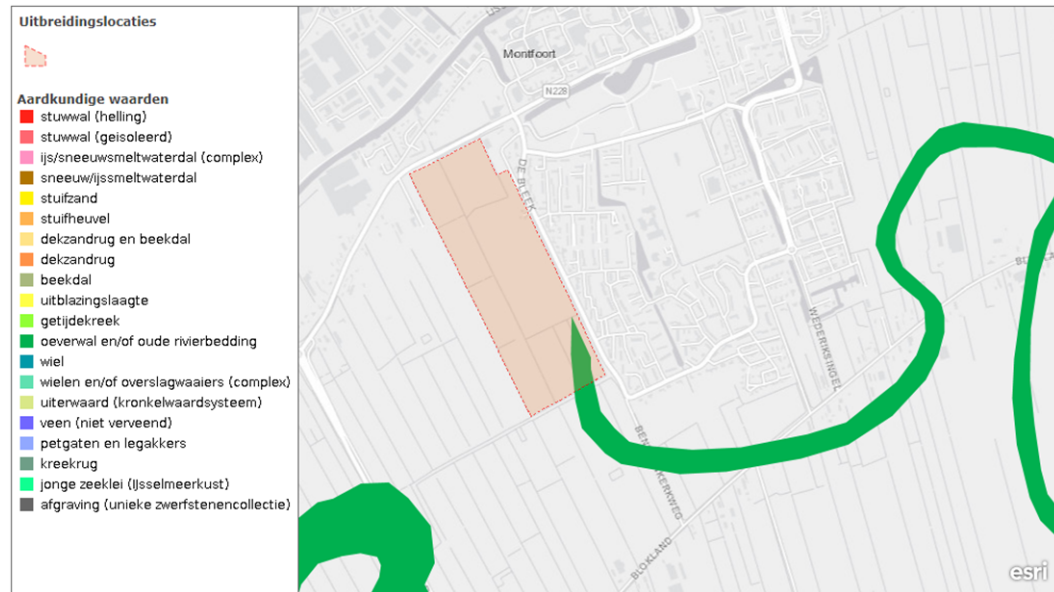 Uitbreidingslocaties
Aardkundige waarden
stuwwal (helling)
stuwwal (geisoleerd)
ijs/sneeuwsmeltwaterdal (complex)
sneeuw/ijssmeltwaterdal
stuifzand
stuifheuvel
dekzandrug en beekdal
dekzandrug
beekdal
uitblazingslaagte
getijdekreek
oeverwal en/of oude rivierbedding
wiel
wielen en/of overslagwaaiers (complex)
uiterwaard (kronkelwaardsysteem)
veen (niet verveend)
petgaten en legakkers
kreekrug
jonge zeeklei (IJsselmeerkust)
afgraving (unieke zwerfstenencollectie)
Montfoort
N228
DE BLEEK
WEDERIKSINGEL
BLOKLAND
esri